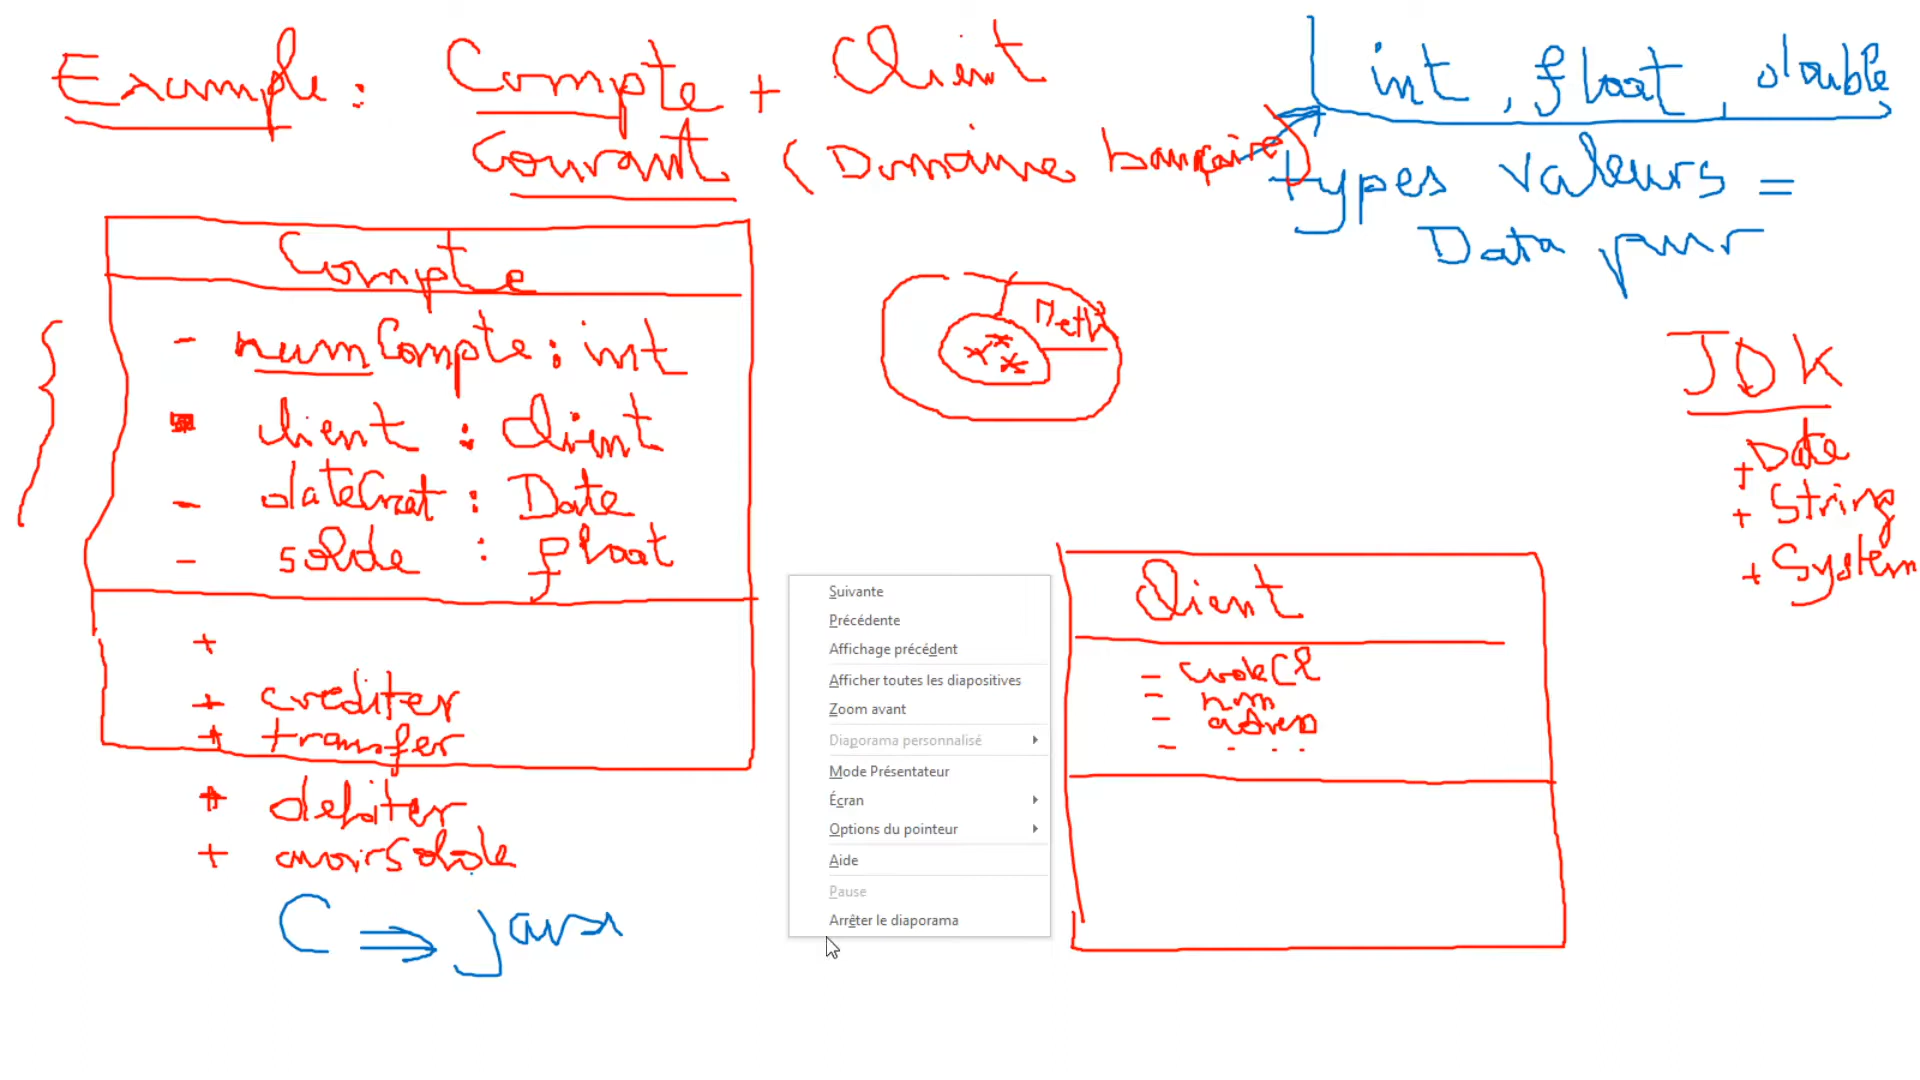 Example : Compte + Client
Courant (Domaine bancaire)
int , float , double
types valeurs =
Data pur
Compte
- numCompte : int
client : Client
- dateCreat : Date
- solde : float
+
+ crediter
+ transfer
+ debiter
+ avoirSolde
C ⇒ java
Meth
JDK
+ Date
+ String
+ System
Client
- codeCl
- nom
- adress
- . . .
Suivante
Précédente
Affichage précédent
Afficher toutes les diapositives
Zoom avant
Diaporama personnalisé
Mode Présentateur
Écran
Options du pointeur
Aide
Pause
Arrêter le diaporama